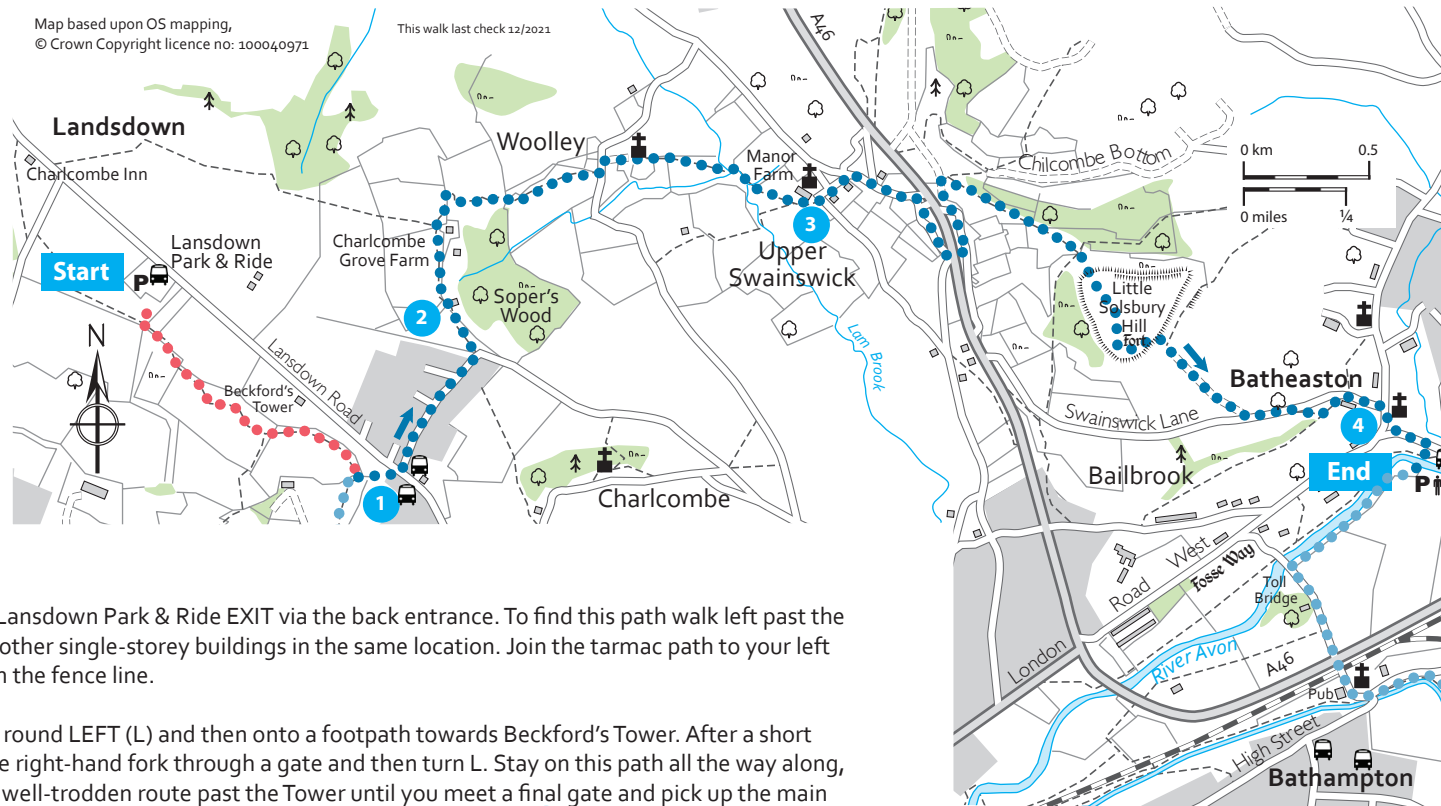 Map based upon OS mapping,
© Crown Copyright licence no: 100040971
This walk last check 12/2021
A46
Landsdown
Charlcombe Inn
Woolley
Manor
Farm
Chilcombe Bottom
0 km 0.5
0 miles ¼
Lansdown
Park & Ride
Start
P
Charlcombe
Grove Farm
3
Upper
Swainswick
2
Soper's
Wood
Little
Solsbury
Hill
fort
N
Lansdown Road
Lam Brook
Beckford's
Tower
Batheaston
Swainswick Lane
4
1
Charlcombe
Bailbrook
End
P
London Road West
Fosse Way
Toll
Bridge
River Avon
A46
Pub
High Street
Bathampton
Lansdown Park & Ride EXIT via the back entrance. To find this path walk left past the
other single-storey buildings in the same location. Join the tarmac path to your left
the fence line.
round LEFT (L) and then onto a footpath towards Beckford's Tower. After a short
right-hand fork through a gate and then turn L. Stay on this path all the way along,
well-trodden route past the Tower until you meet a final gate and pick up the main